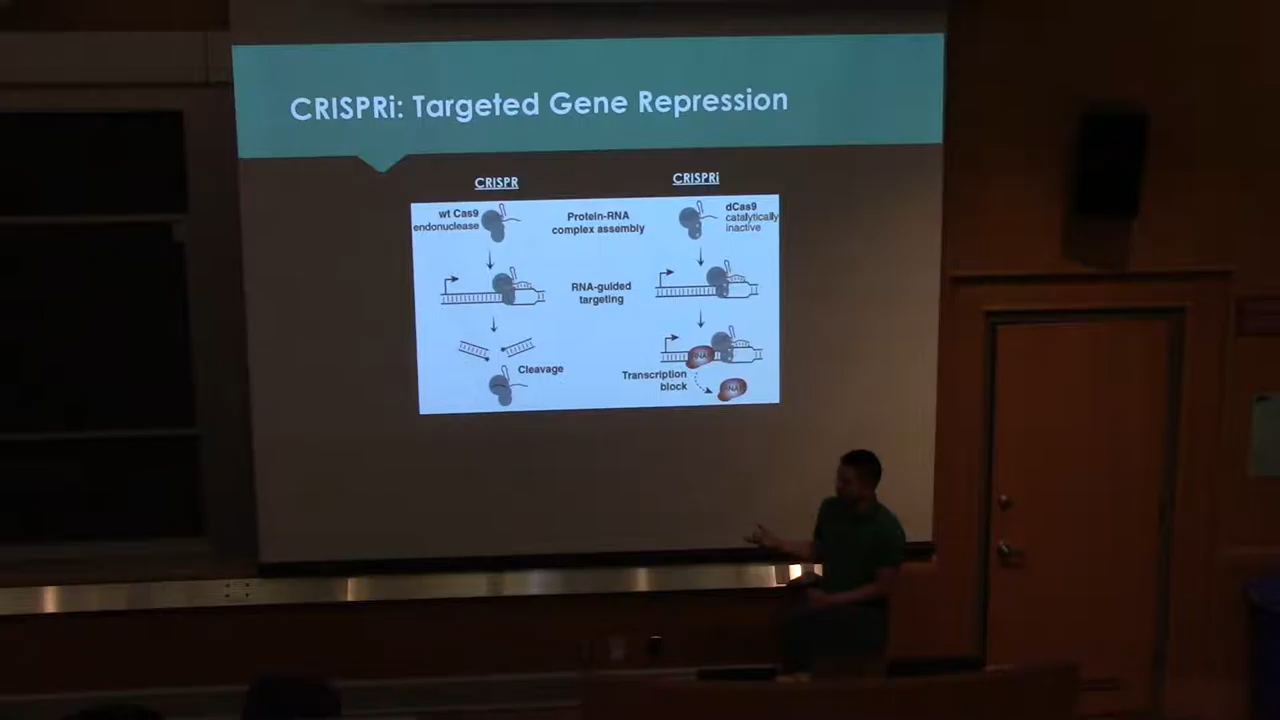 CRISPRi: Targeted Gene Repression
CRISPR
CRISPRi
wt Cas9
endonuclease
Protein-RNA
complex assembly
dCas9
catalytically
inactive
RNA-guided
targeting
Cleavage
Transcription
block